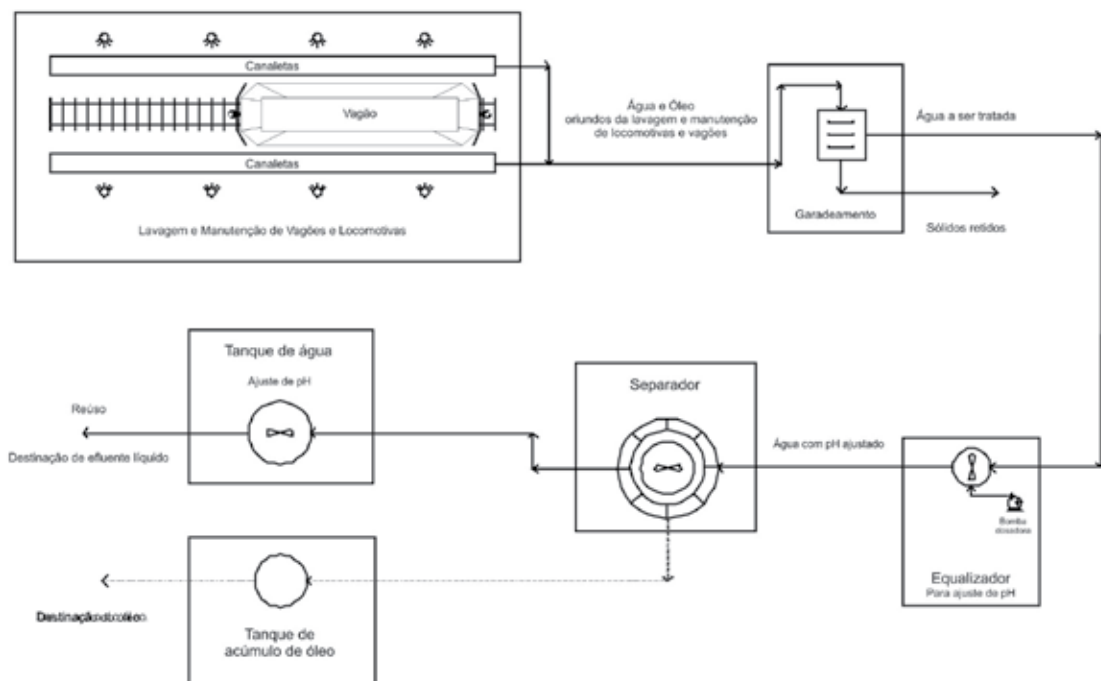 Canaletas
Vagão
Canaletas
Lavagem e Manutenção de Vagões e Locomotivas
Água e Óleo
oriundos da lavagem e manutenção
de locomotivas e vagões
Garadeamento
Água a ser tratada
Sólidos retidos
Tanque de água
Ajuste de pH
Reúso
Destinação de efluente líquido
Separador
Água com pH ajustado
Bomba
dosadora
Equalizador
Para ajuste de pH
Tanque de
acúmulo de óleo